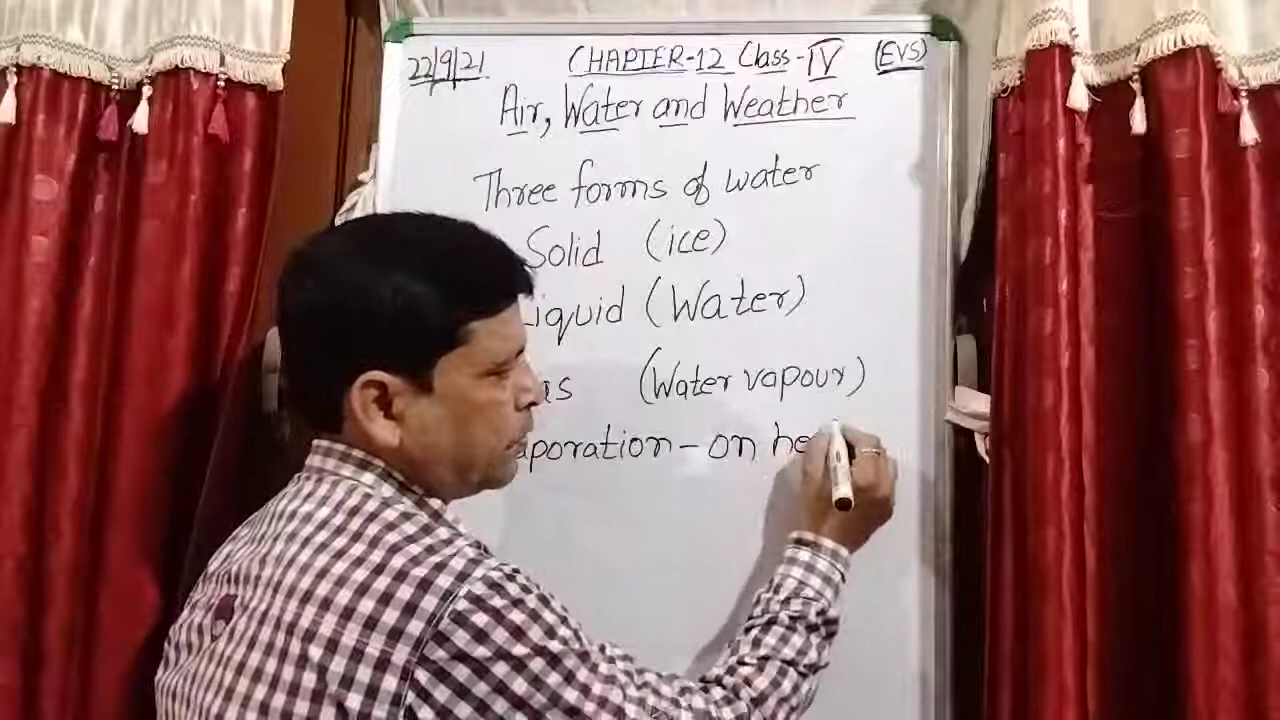 22/9/21 CHAPTER-12 Class-IV (EVS)
Air, Water and Weather
Three forms of water
Solid (ice)
iquid (Water)
as (Water vapour)
aporation - on he